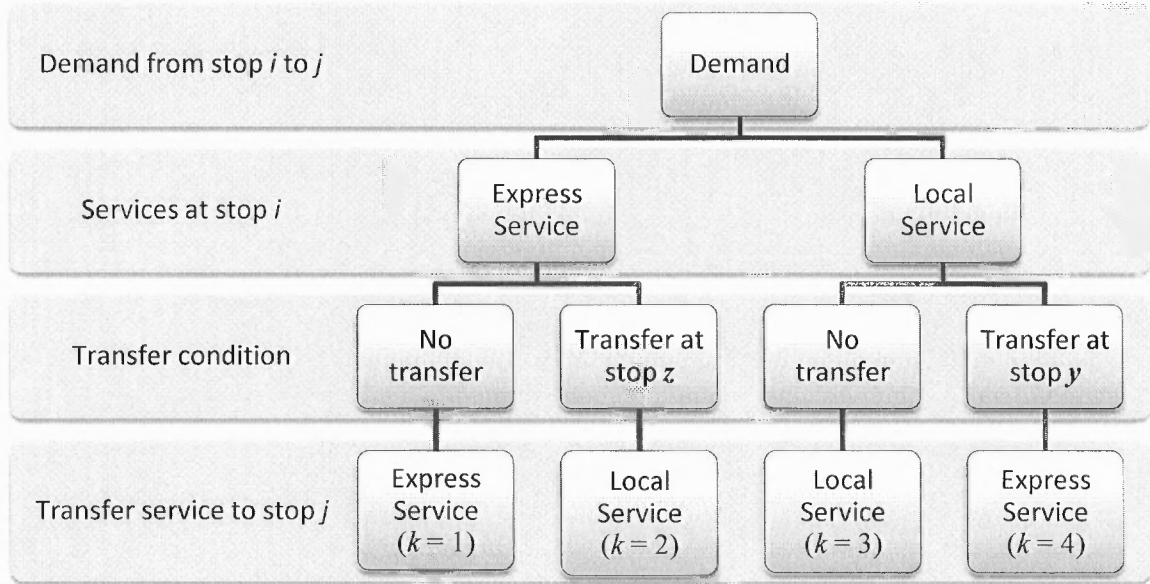 Demand from stop i to j
Demand
Services at stop i
Express
Service
Local
Service
Transfer condition
No
transfer
Transfer at
stop z
No
transfer
Transfer at
stop y
Transfer service to stop j
Express
Service
(k = 1)
Local
Service
(k = 2)
Local
Service
(k = 3)
Express
Service
(k = 4)